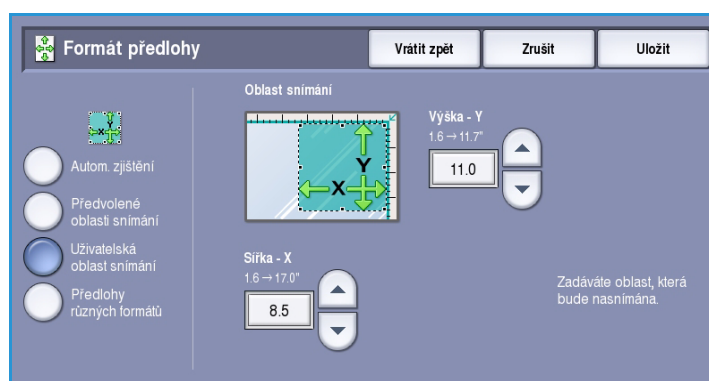 Formát předlohy
Vrátit zpět
Zrušit
Uložit
Autom. zjištění
Předvolené
oblasti snímání
Uživatelská
oblast snímání
Předlohy
různých formátů
Oblast snímání
Y
X
Výška - Y
1.6→11.7"
11.0
Šířka - X
1.6→17.0"
8.5
Zadáváte oblast, která
bude nasnímána.